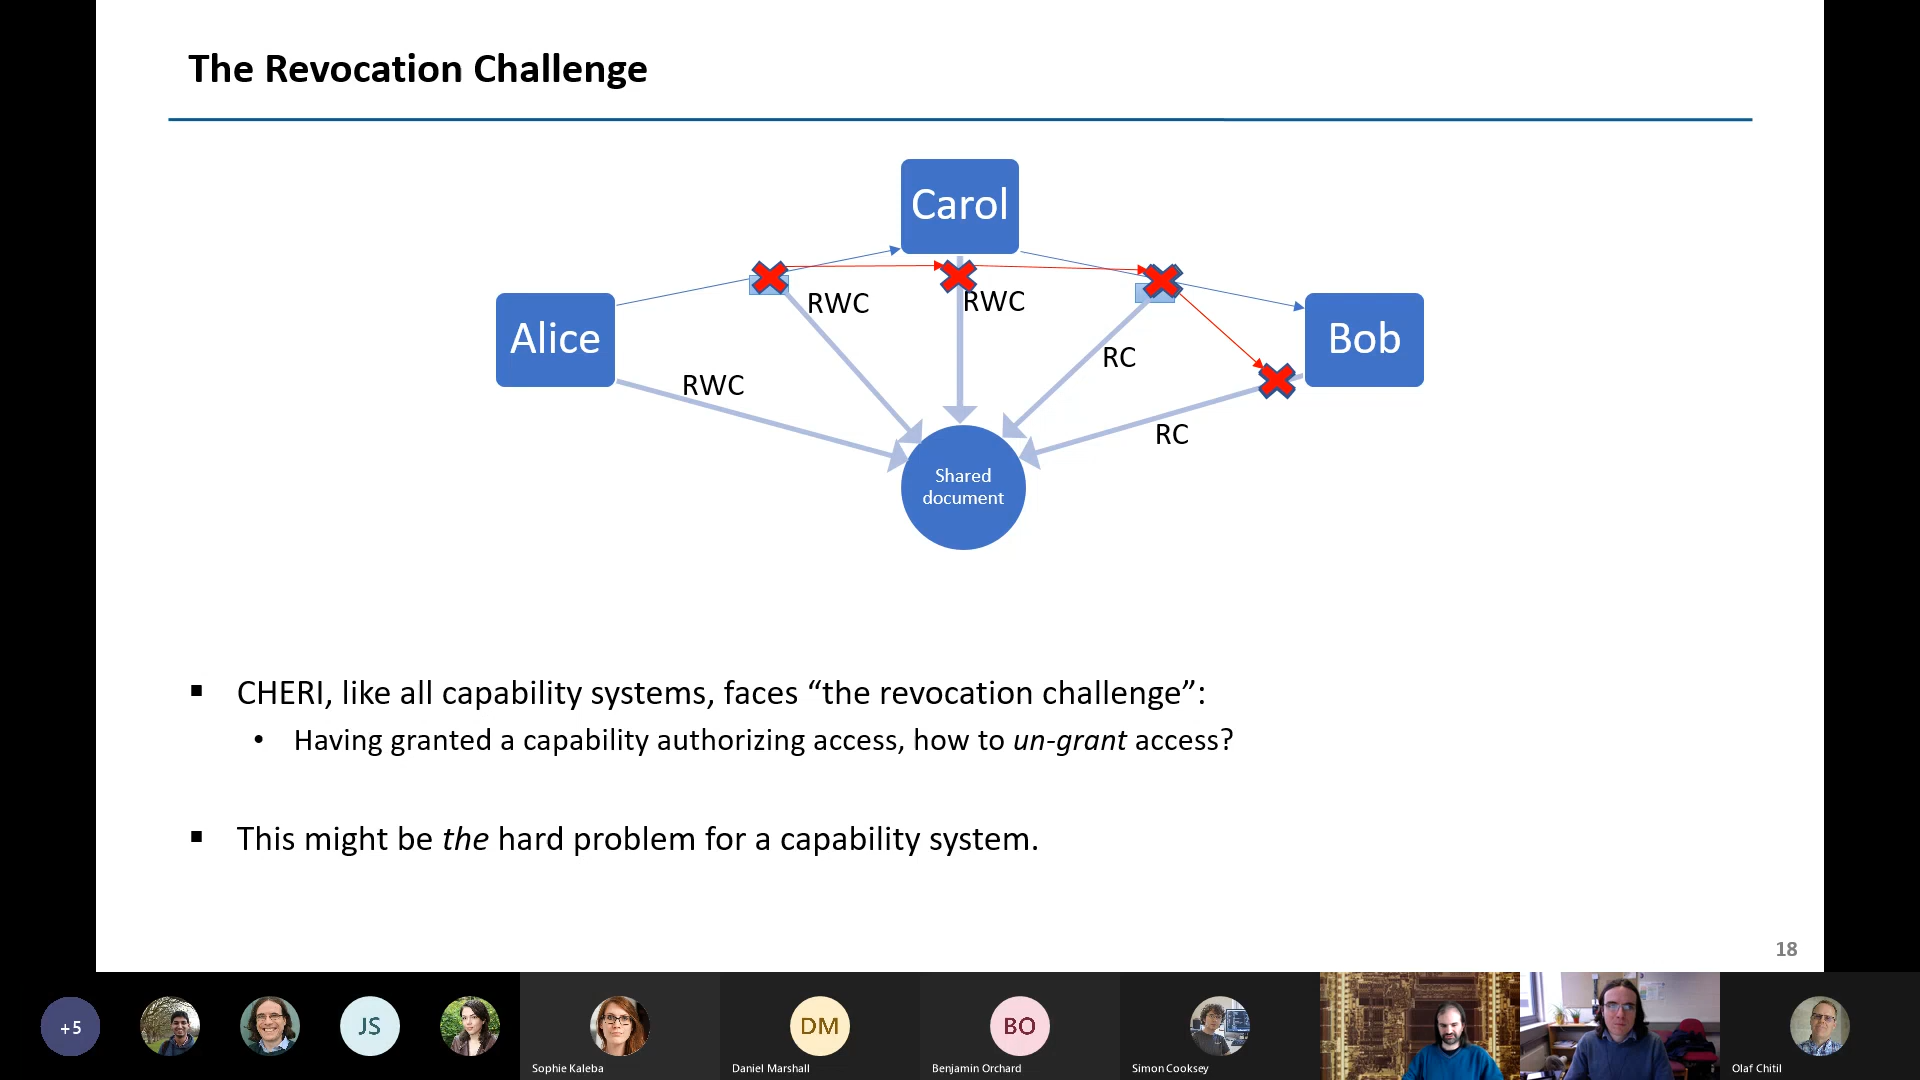 The Revocation Challenge
Carol
RWC
RWC
Alice
Bob
RC
RWC
RC
Shared
document
▪ CHERI, like all capability systems, faces “the revocation challenge”:
• Having granted a capability authorizing access, how to un-grant access?
▪ This might be the hard problem for a capability system.
18
+5
JS
DM
BO
Sophie Kaleba
Daniel Marshall
Benjamin Orchard
Simon Cooksey
Olaf Chitil